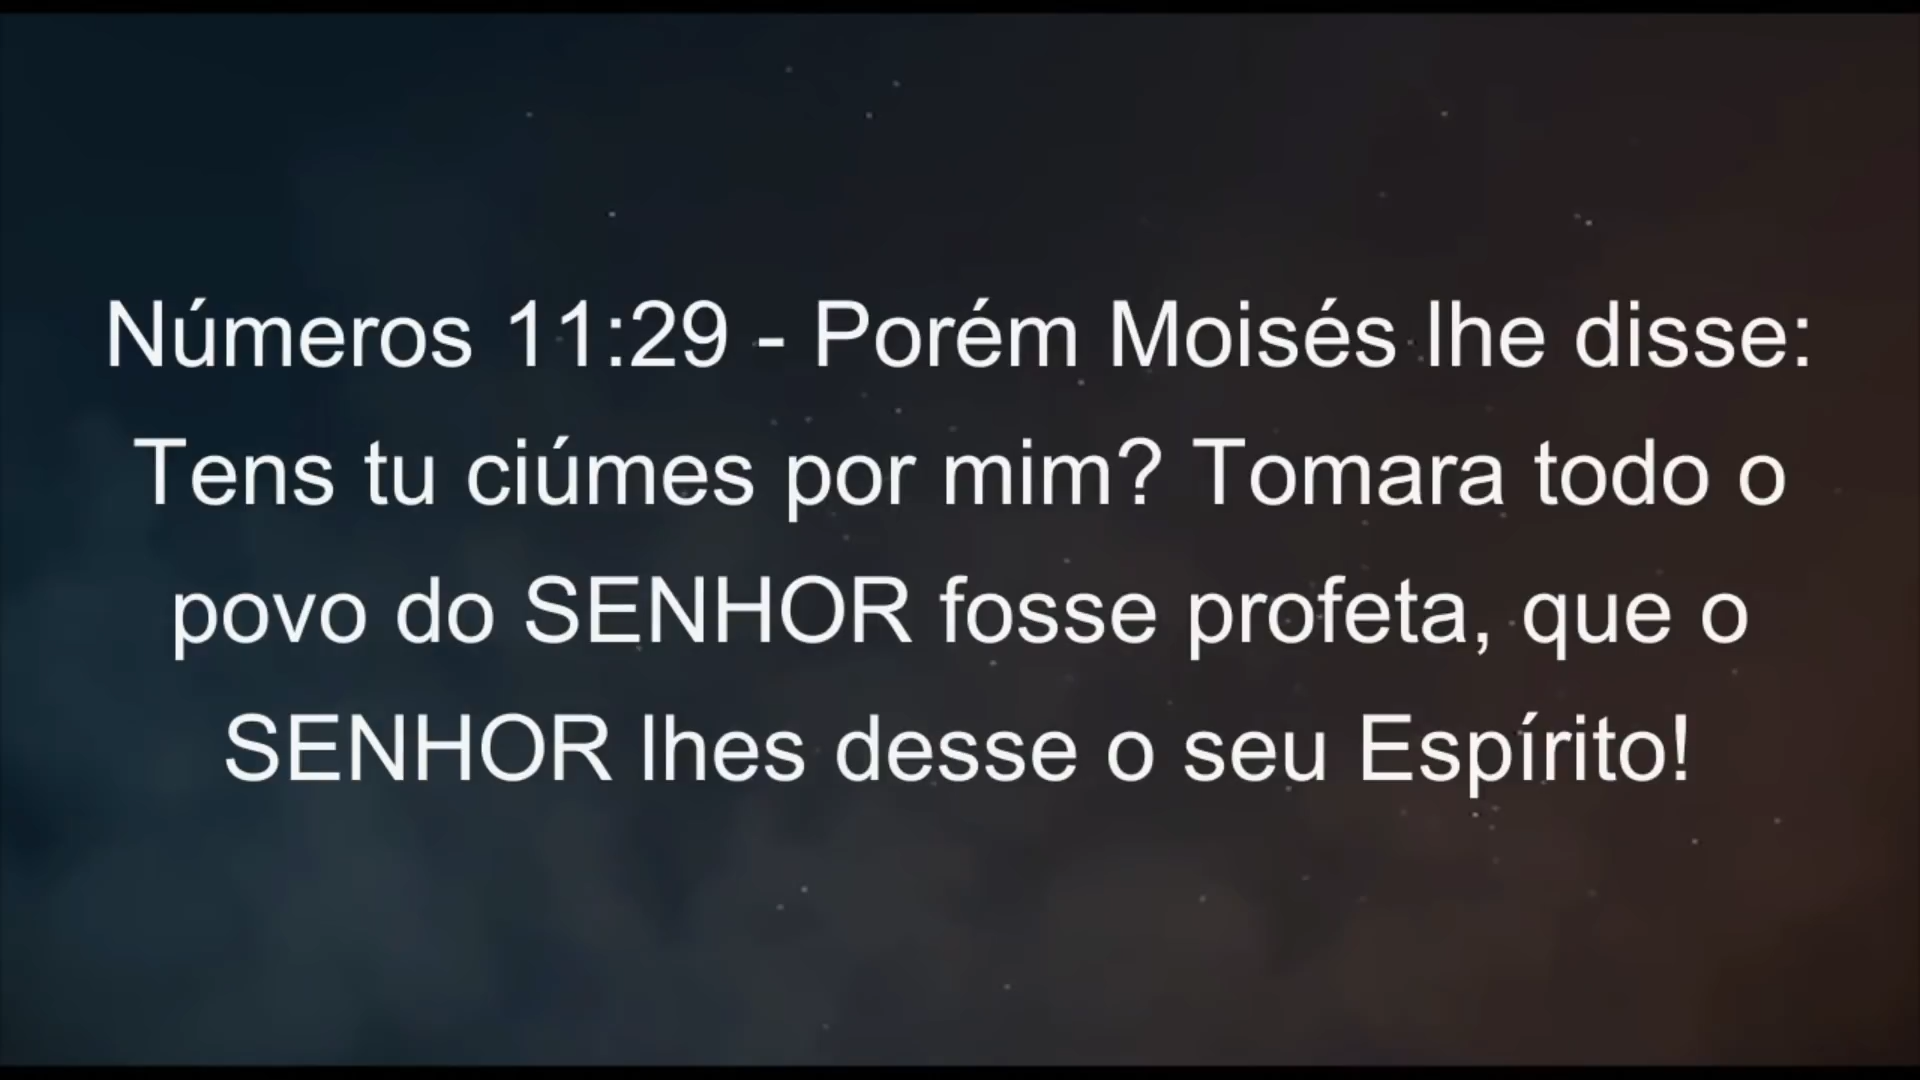 Números 11:29 - Porém Moisés lhe disse:
Tens tu ciúmes por mim? Tomara todo o
povo do SENHOR fosse profeta, que o
SENHOR lhes desse o seu Espírito!